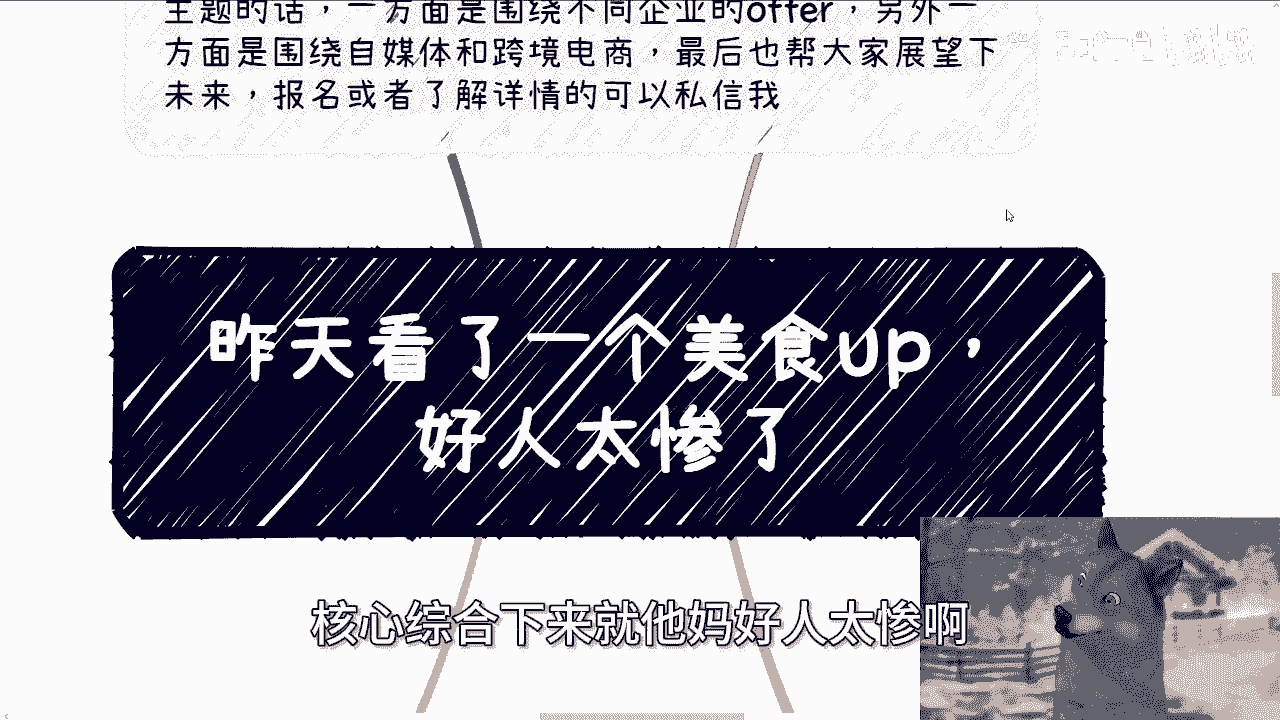 主题的话，一方面是围绕不同企业的offer，另外一
方面是围绕自媒体和跨境电商，最后也帮大家展望下
未来，报名或者了解详情的可以私信我
昨天看了一个美食up，
好人太惨了
核心综合下来就他妈好人太惨啊